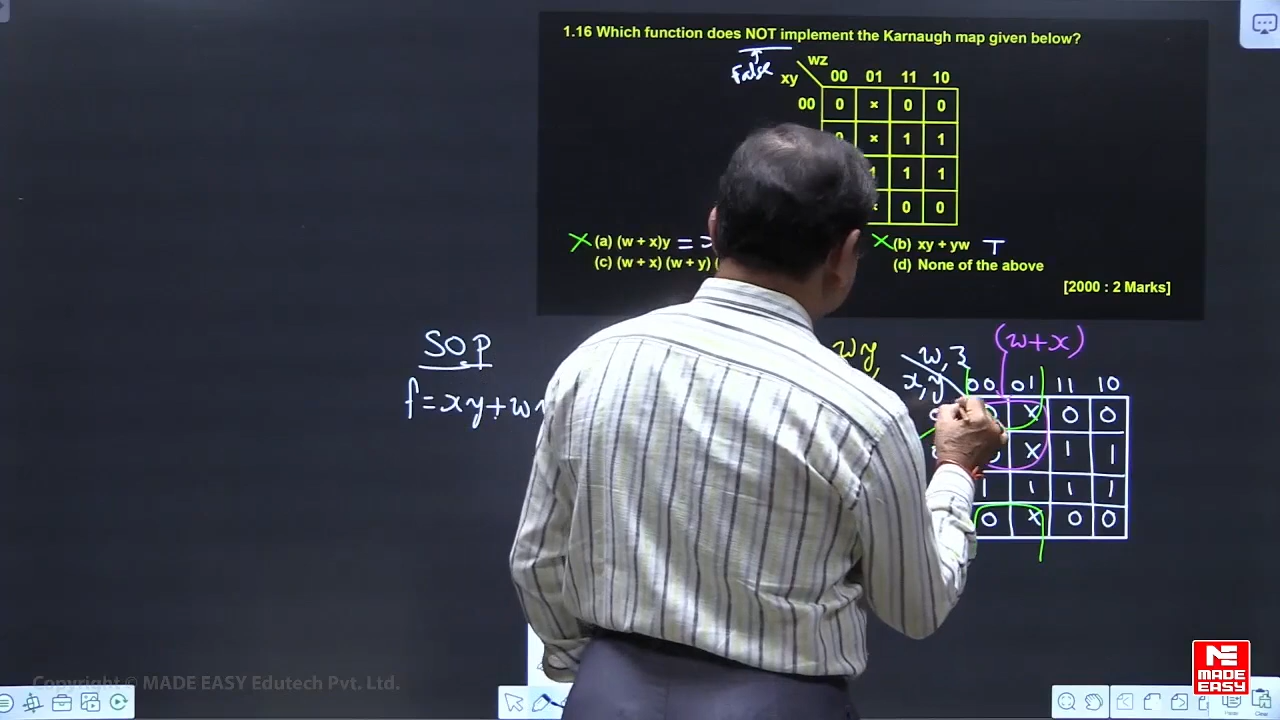 1.16 Which function does NOT implement the Karnaugh map given below?
False
wz
xy 00 01 11 10
00 0 × 0 0
× 1 1
1 1 1
0 0
X (a) (w + x)y =
X (b) xy + yw T
(c) (w + x) (w + y)
(d) None of the above
[2000 : 2 Marks]
SOP
f = xy + w
wy
(w+x)
w,z
x,y 00 01 11 10
X 0 0
X 1 1
1 1 1 1
0 X 0 0
Copyright © MADE EASY Edutech Pvt. Ltd.
ME
MADE
EASY